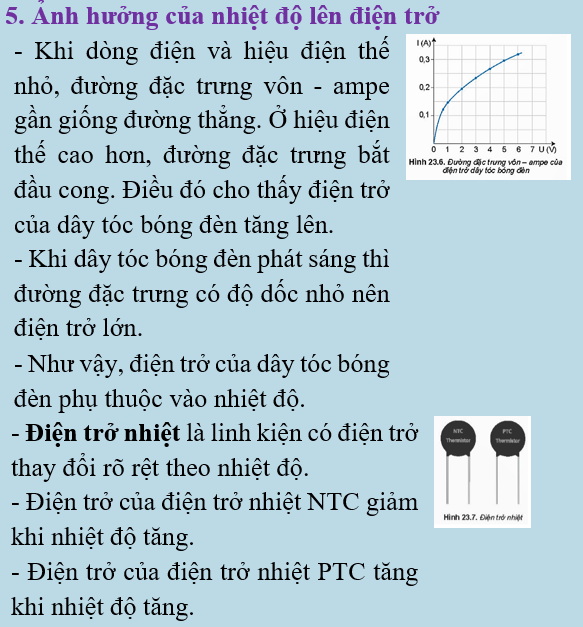 5. Ảnh hưởng của nhiệt độ lên điện trở
- Khi dòng điện và hiệu điện thế
nhỏ, đường đặc trưng vôn - ampe
gần giống đường thẳng. Ở hiệu điện
thế cao hơn, đường đặc trưng bắt
đầu cong. Điều đó cho thấy điện trở
của dây tóc bóng đèn tăng lên.
- Khi dây tóc bóng đèn phát sáng thì
đường đặc trưng có độ dốc nhỏ nên
điện trở lớn.
- Như vậy, điện trở của dây tóc bóng
đèn phụ thuộc vào nhiệt độ.
- Điện trở nhiệt là linh kiện có điện trở
thay đổi rõ rệt theo nhiệt độ.
- Điện trở của điện trở nhiệt NTC giảm
khi nhiệt độ tăng.
- Điện trở của điện trở nhiệt PTC tăng
khi nhiệt độ tăng.
I (A)
0,3
0,2
0,1
0 1 2 3 4 5 6 7 U (V)
Hình 23.6. Đường đặc trưng vôn – ampe của
điện trở dây tóc bóng đèn
NTC
Thermistor
PTC
Thermistor
Hình 23.7. Điện trở nhiệt